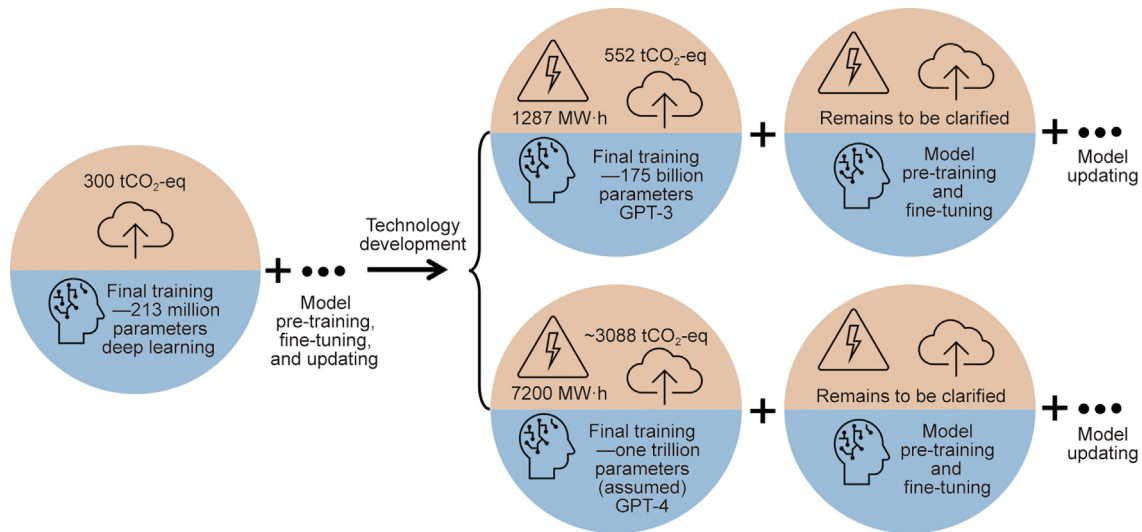 300 tCO₂-eq
Final training
—213 million
parameters
deep learning
+
Model
pre-training,
fine-tuning,
and updating
Technology
development
552 tCO₂-eq
1287 MW·h
Final training
—175 billion
parameters
GPT-3
+
Remains to be clarified
Model
pre-training
and
fine-tuning
+
Model
updating
~3088 tCO₂-eq
7200 MW·h
Final training
—one trillion
parameters
(assumed)
GPT-4
+
Remains to be clarified
Model
pre-training
and
fine-tuning
+
Model
updating